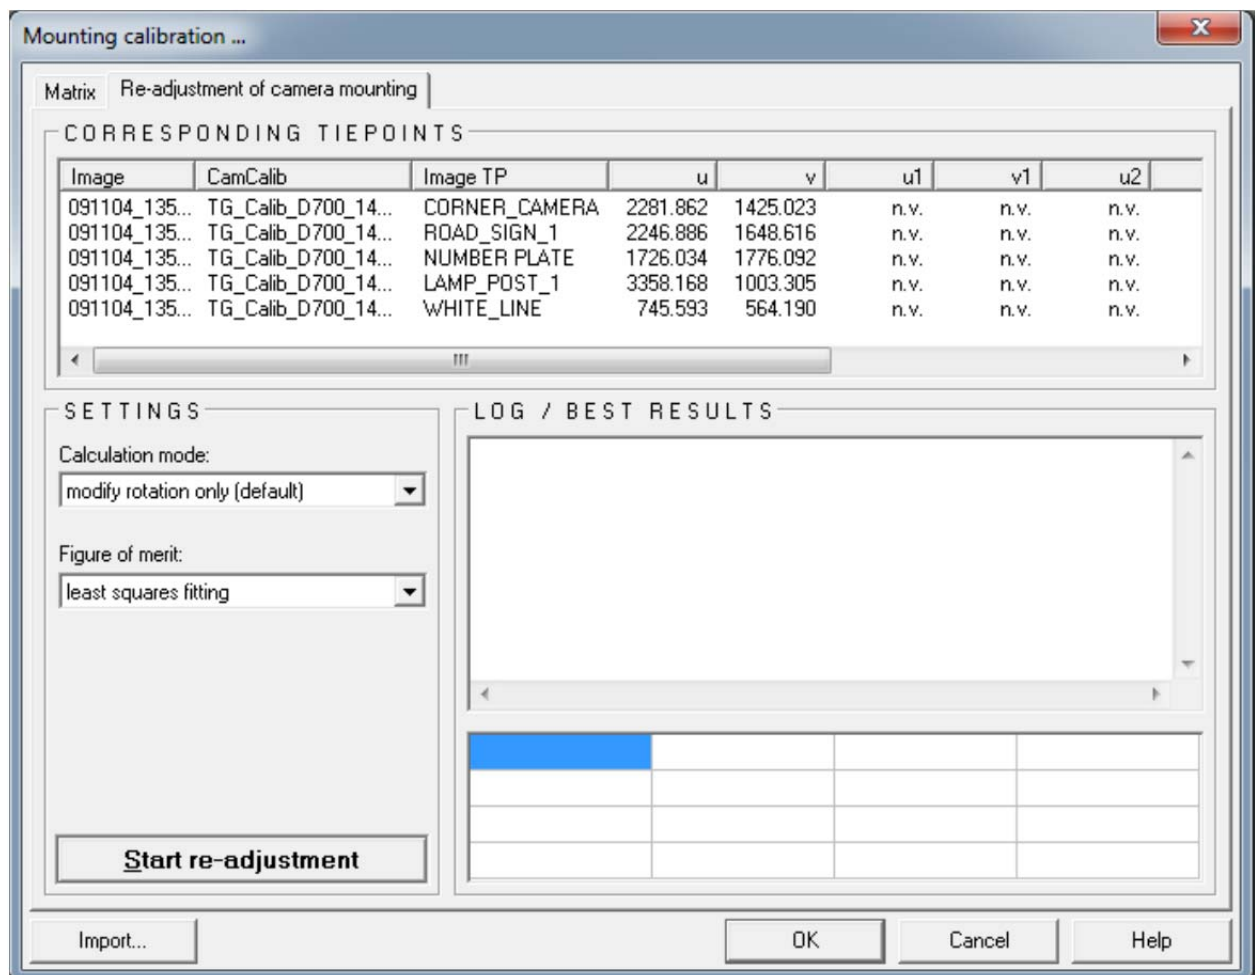 Mounting calibration ...
Matrix Re-adjustment of camera mounting
CORRESPONDING TIEPOINTS
Image CamCalib Image TP u v u1 v1 u2
091104_135... TG_Calib_D700_14... CORNER_CAMERA 2281.862 1425.023 n.v. n.v. n.v.
091104_135... TG_Calib_D700_14... ROAD_SIGN_1 2246.886 1648.616 n.v. n.v. n.v.
091104_135... TG_Calib_D700_14... NUMBER PLATE 1726.034 1776.092 n.v. n.v. n.v.
091104_135... TG_Calib_D700_14... LAMP_POST_1 3358.168 1003.305 n.v. n.v. n.v.
091104_135... TG_Calib_D700_14... WHITE_LINE 745.593 564.190 n.v. n.v. n.v.
SETTINGS
Calculation mode:
modify rotation only (default)
Figure of merit:
least squares fitting
Start re-adjustment
LOG / BEST RESULTS
Import... OK Cancel Help